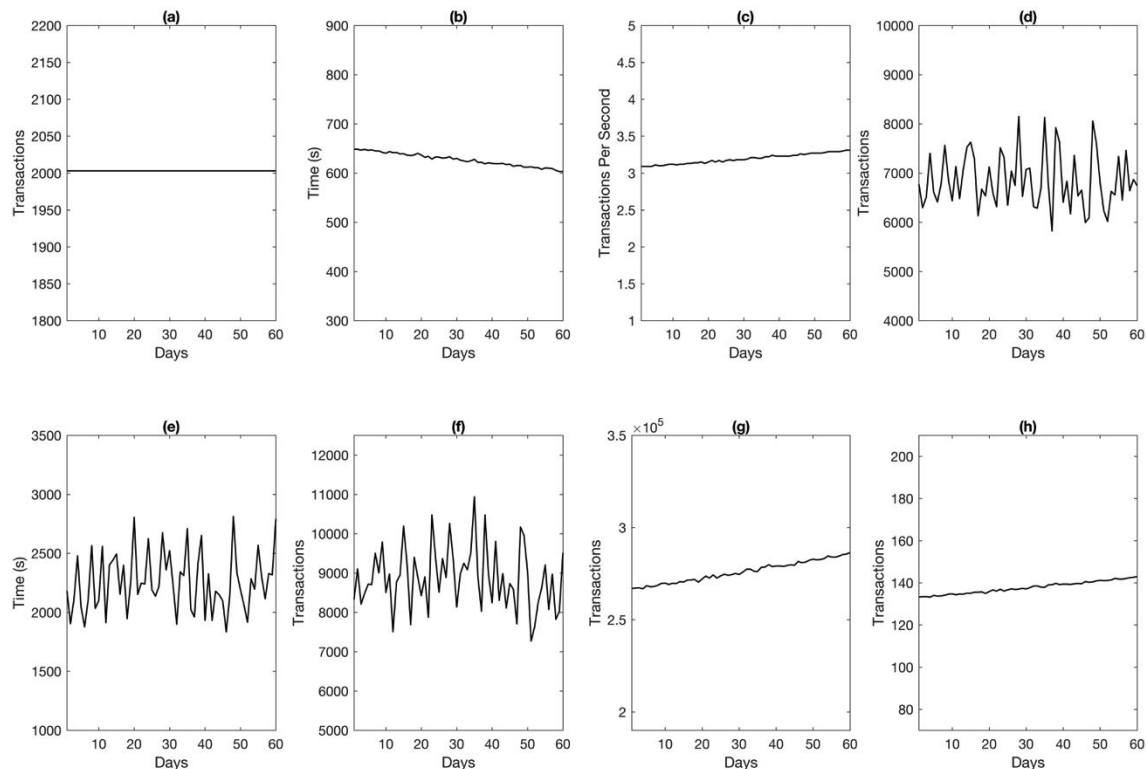 (a)
2200
2150
2100
2050
2000
1950
1900
1850
1800
Transactions
10 20 30 40 50 60
Days
(b)
900
800
700
600
500
400
300
Time (s)
10 20 30 40 50 60
Days
(c)
5
4.5
4
3.5
3
2.5
2
1.5
1
Transactions Per Second
10 20 30 40 50 60
Days
(d)
9000
8000
7000
6000
5000
4000
Transactions
10 20 30 40 50 60
Days
(e)
3500
3000
2500
2000
1500
1000
Time (s)
10 20 30 40 50 60
Days
(f)
12000
11000
10000
9000
8000
7000
6000
5000
Transactions
10 20 30 40 50 60
Days
(g)
×10⁵
3.5
3
2.5
2
Transactions
10 20 30 40 50 60
Days
(h)
200
180
160
140
120
100
80
Transactions
10 20 30 40 50 60
Days